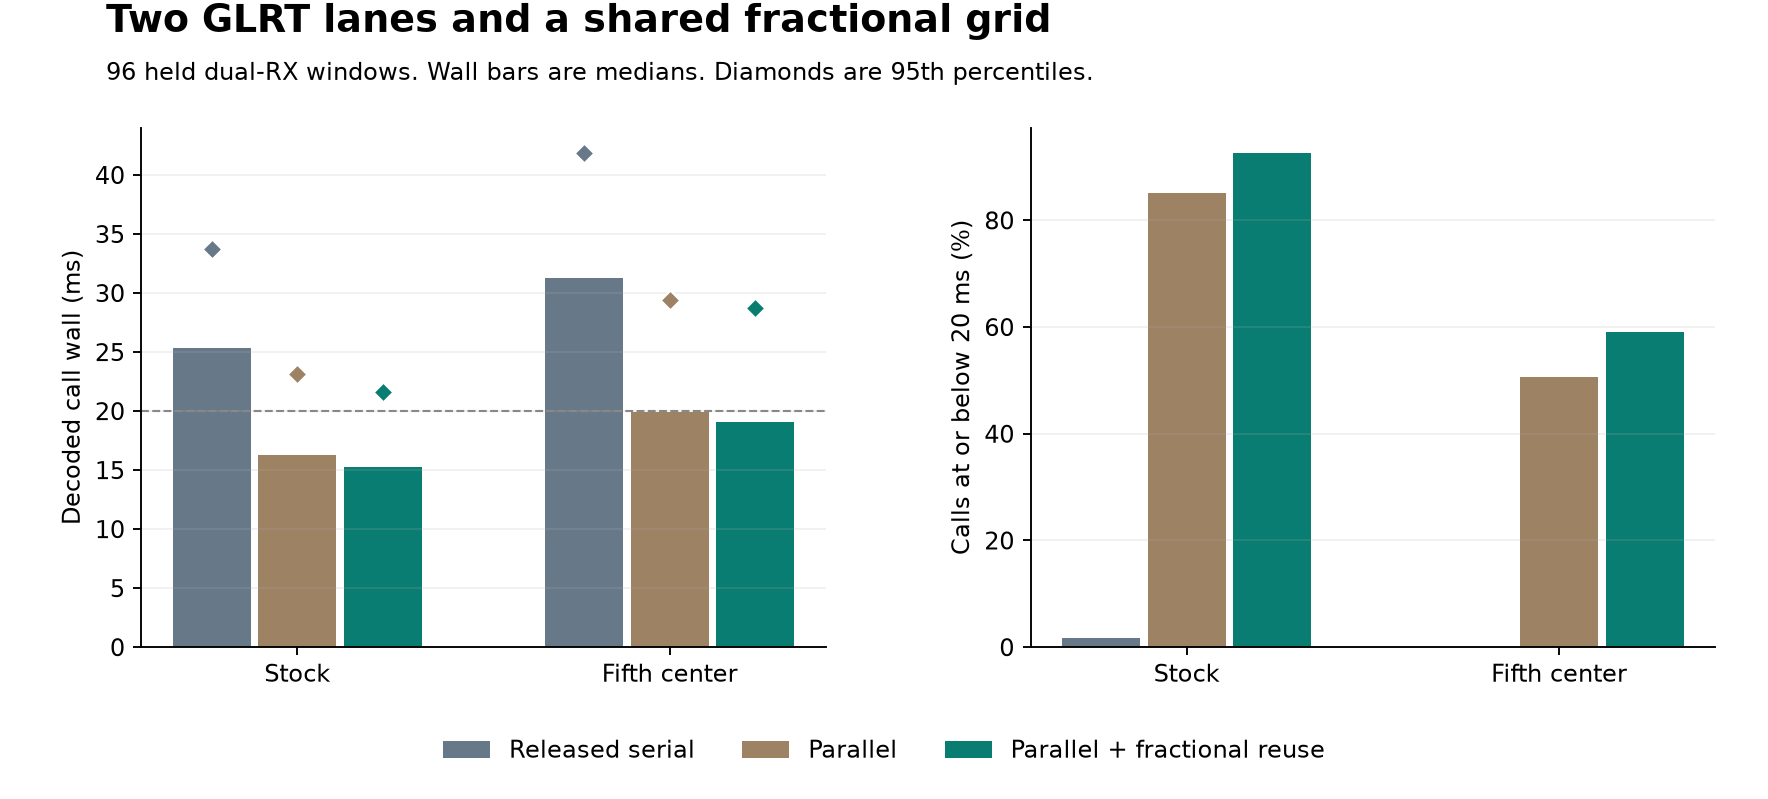 Two GLRT lanes and a shared fractional grid
96 held dual-RX windows. Wall bars are medians. Diamonds are 95th percentiles.
Decoded call wall (ms)
40
35
30
25
20
15
10
5
0
Stock
Fifth center
Calls at or below 20 ms (%)
80
60
40
20
0
Stock
Fifth center
Released serial
Parallel
Parallel + fractional reuse